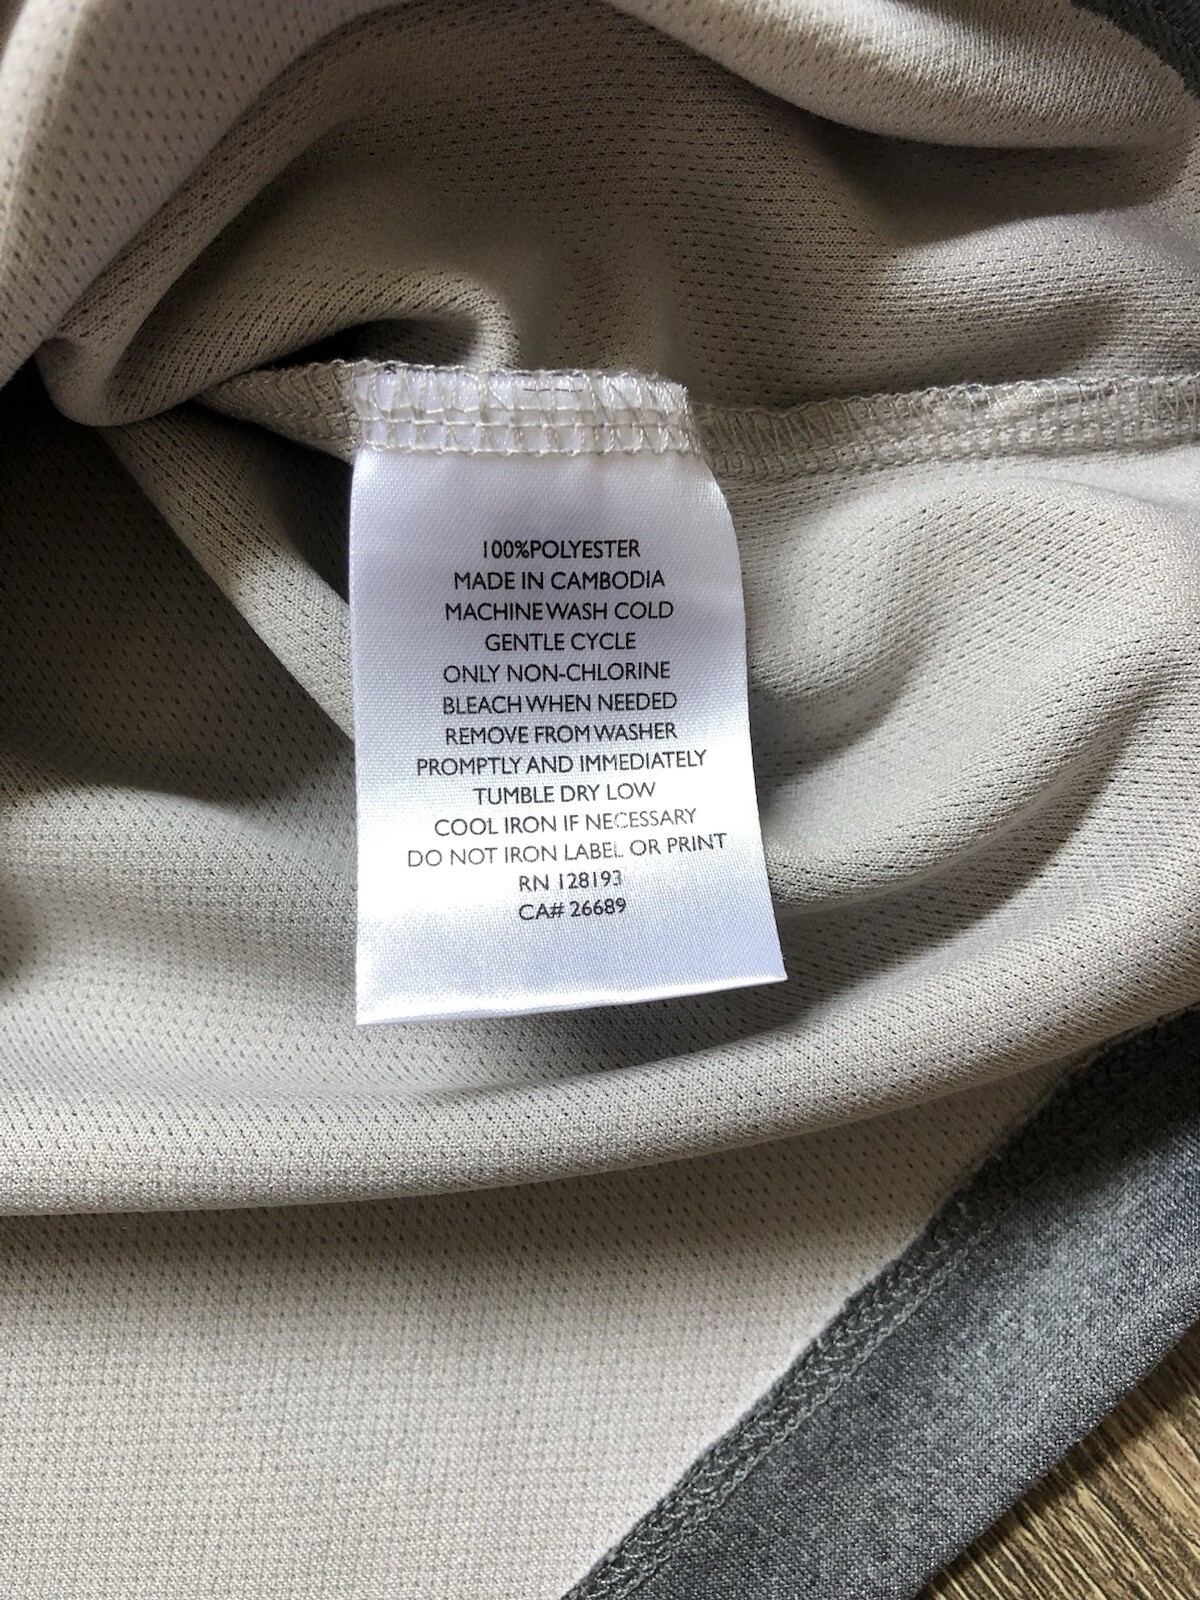 100%POLYESTER
MADE IN CAMBODIA
MACHINE WASH COLD
GENTLE CYCLE
ONLY NON-CHLORINE
BLEACH WHEN NEEDED
REMOVE FROM WASHER
PROMPTLY AND IMMEDIATELY
TUMBLE DRY LOW
COOL IRON IF NECESSARY
DO NOT IRON LABEL OR PRINT
RN 128193
CA# 26689